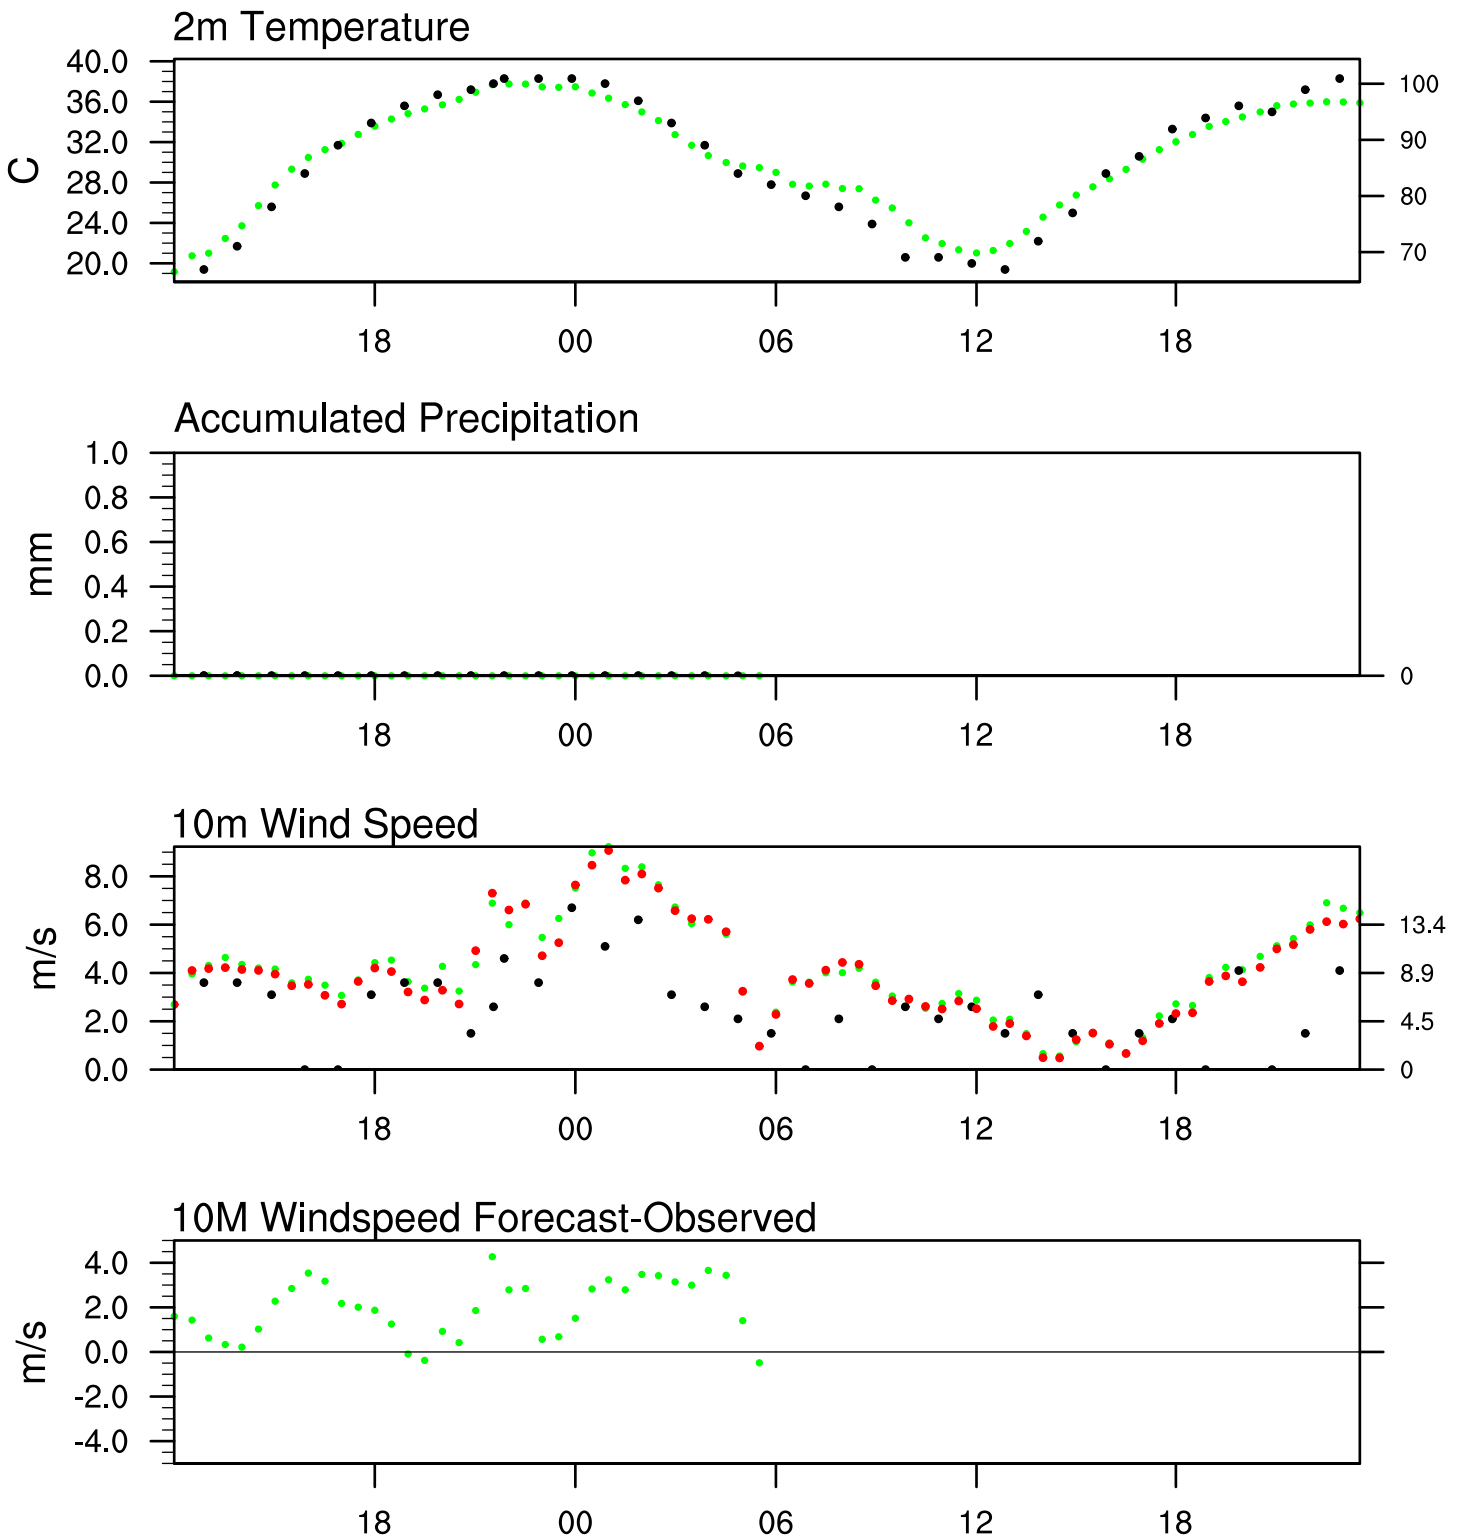 2m Temperature
40.0
36.0
32.0
28.0
24.0
20.0
C
100
90
80
70
18 00 06 12 18
Accumulated Precipitation
1.0
0.8
0.6
0.4
0.2
0.0
mm
0
18 00 06 12 18
10m Wind Speed
8.0
6.0
4.0
2.0
0.0
m/s
13.4
8.9
4.5
0
18 00 06 12 18
10M Windspeed Forecast-Observed
4.0
2.0
0.0
-2.0
-4.0
m/s
18 00 06 12 18